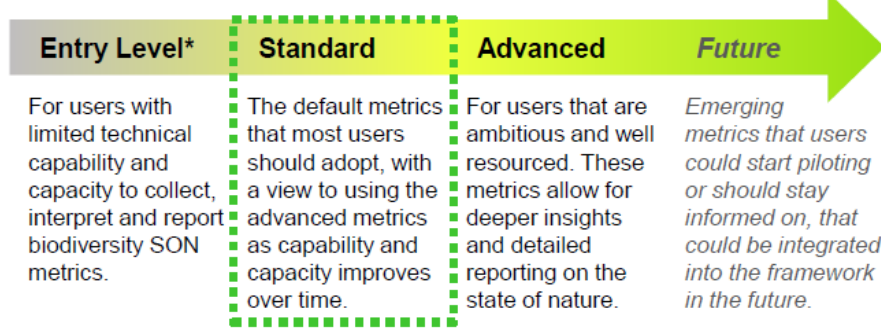 Entry Level*
Standard
Advanced
Future
For users with
limited technical
capability and
capacity to collect,
interpret and report
biodiversity SON
metrics.
The default metrics
that most users
should adopt, with
a view to using the
advanced metrics
as capability and
capacity improves
over time.
For users that are
ambitious and well
resourced. These
metrics allow for
deeper insights
and detailed
reporting on the
state of nature.
Emerging
metrics that users
could start piloting
or should stay
informed on, that
could be integrated
into the framework
in the future.